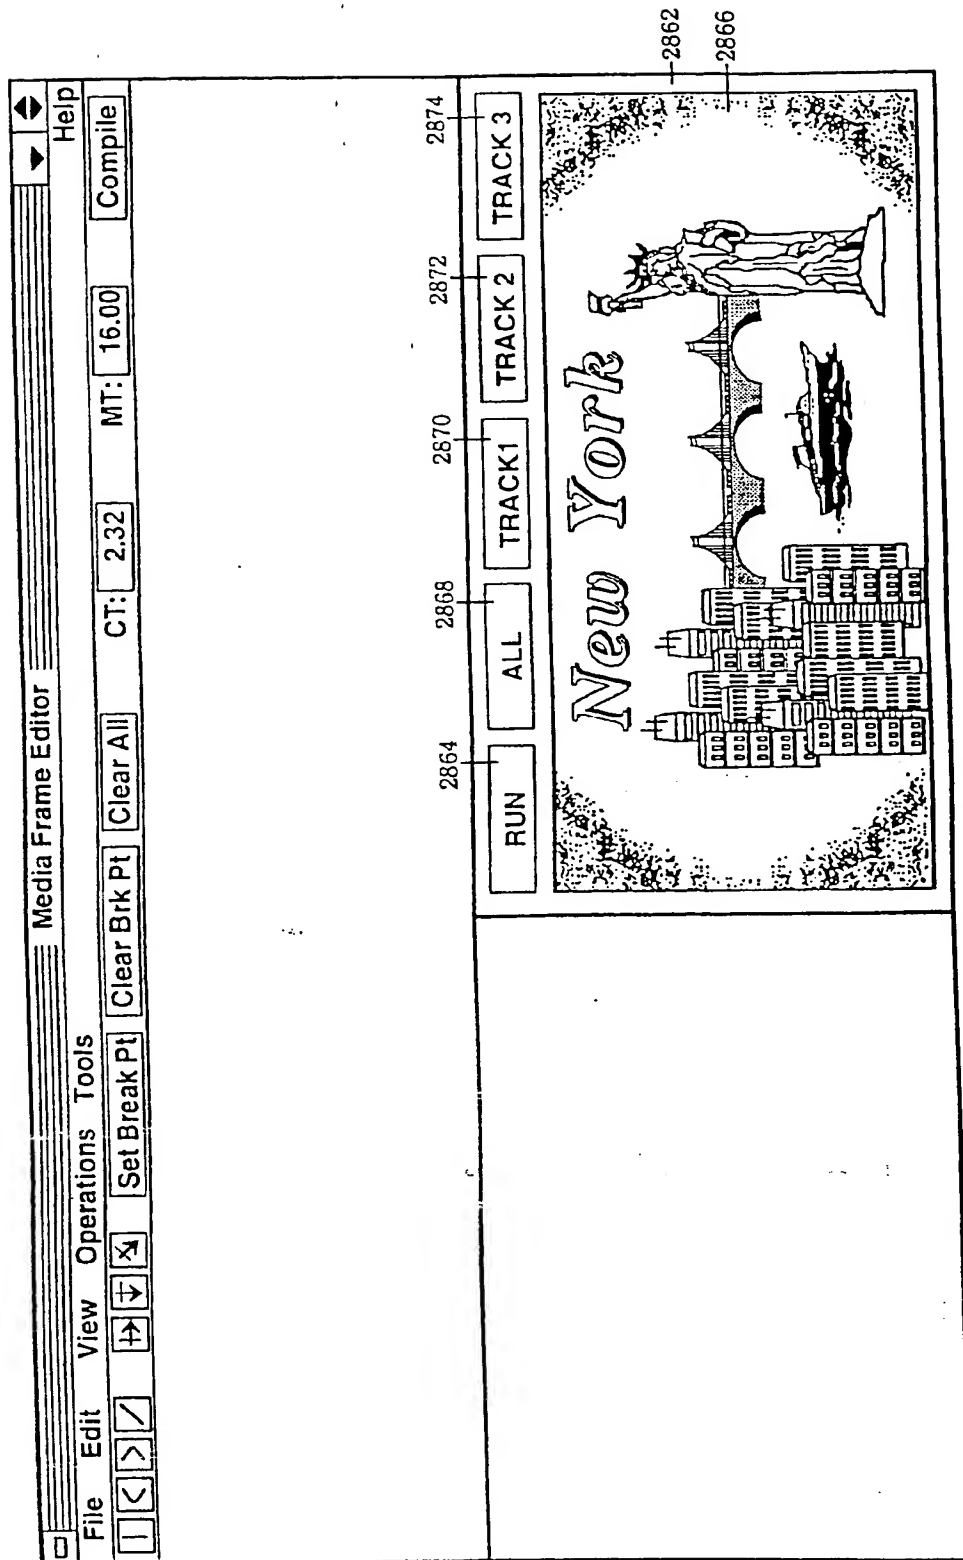 Media Frame Editor
File Edit View Operations Tools Help
Set Break Pt Clear Brk Pt Clear All CT: 2.32 MT: 16.00 Compile
2864 2868 2870 2872 2874
RUN ALL TRACK1 TRACK 2 TRACK 3
2862
2866
New York